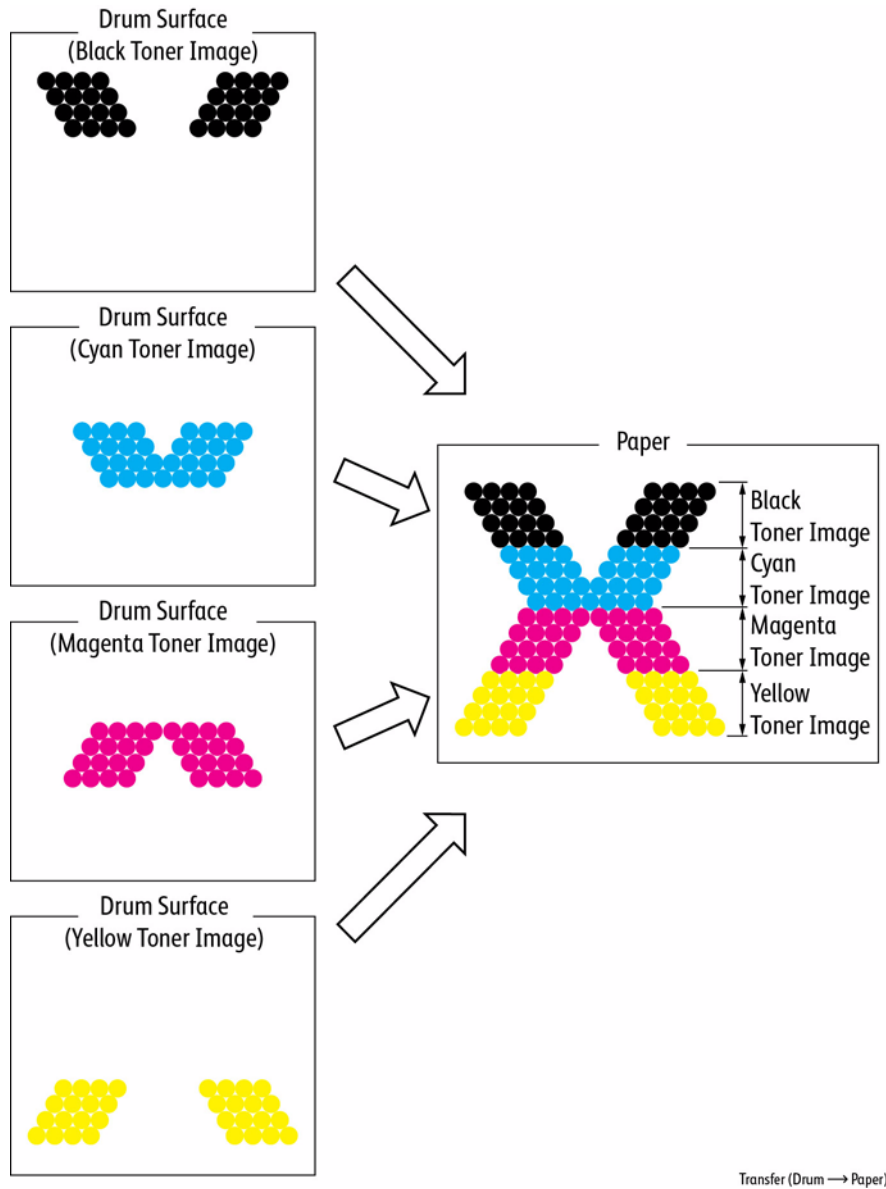 Drum Surface
(Black Toner Image)
Drum Surface
(Cyan Toner Image)
Drum Surface
(Magenta Toner Image)
Drum Surface
(Yellow Toner Image)
Paper
Black
Toner Image
Cyan
Toner Image
Magenta
Toner Image
Yellow
Toner Image
Transfer (Drum → Paper)